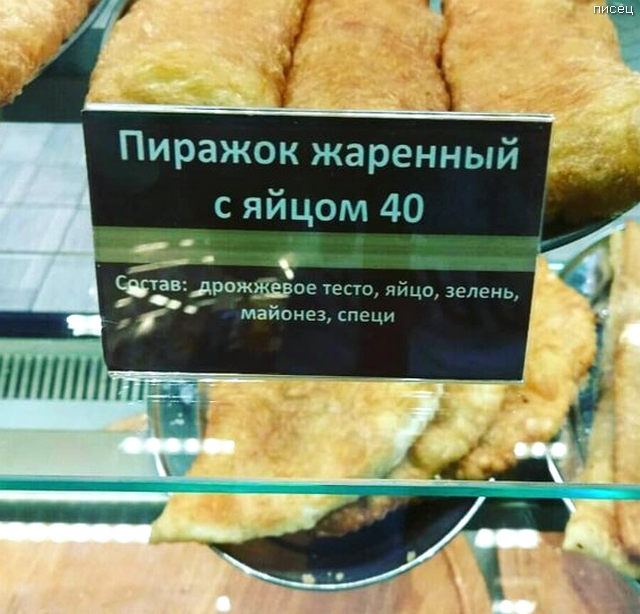 писец
Пиражок жаренный
с яйцом 40
Состав: дрожжевое тесто, яйцо, зелень,
майонез, специ